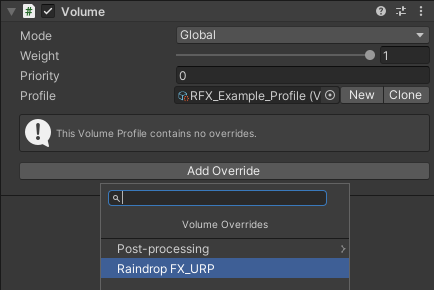 Volume
Mode Global
Weight 1
Priority 0
Profile RFX_Example_Profile (V New Clone
This Volume Profile contains no overrides.
Add Override
Volume Overrides
Post-processing
Raindrop FX_URP